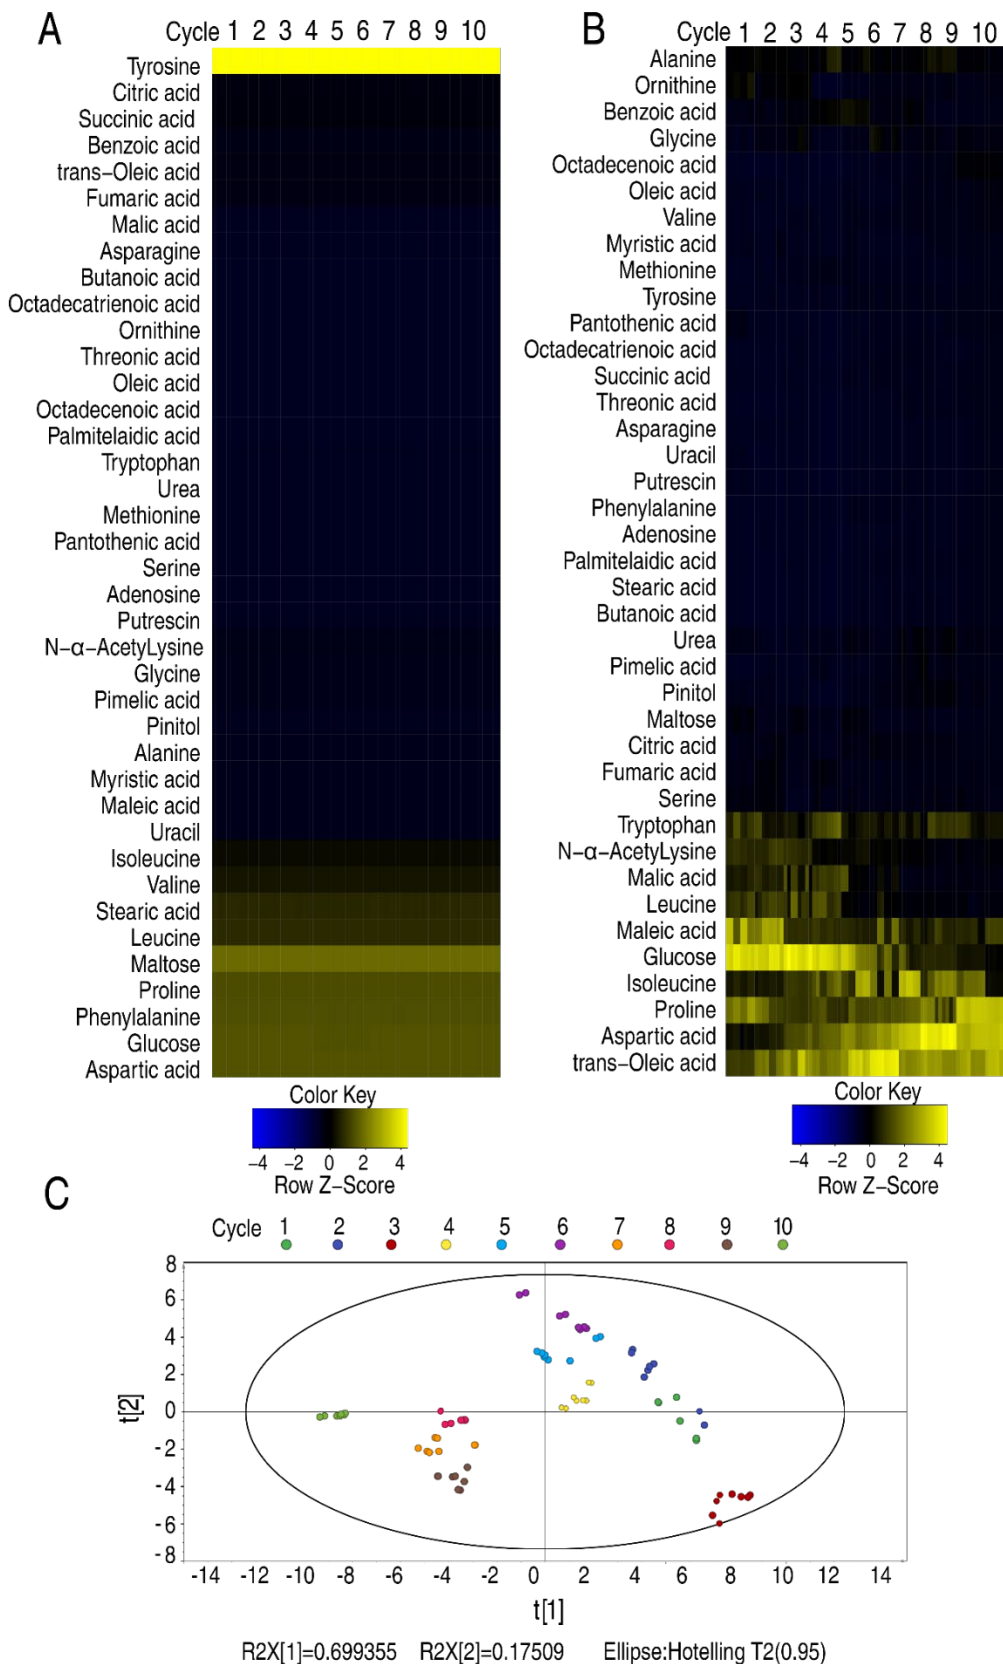 A
Cycle 1 2 3 4 5 6 7 8 9 10
Tyrosine
Citric acid
Succinic acid
Benzoic acid
trans-Oleic acid
Fumaric acid
Malic acid
Asparagine
Butanoic acid
Octadecatrienoic acid
Ornithine
Threonic acid
Oleic acid
Octadecenoic acid
Palmitelaidic acid
Tryptophan
Urea
Methionine
Pantothenic acid
Serine
Adenosine
Putrescin
N-α-AcetyLysine
Glycine
Pimelic acid
Pinitol
Alanine
Myristic acid
Maleic acid
Uracil
Isoleucine
Valine
Stearic acid
Leucine
Maltose
Proline
Phenylalanine
Glucose
Aspartic acid
Color Key
-4 -2 0 2 4
Row Z-Score
B
Cycle 1 2 3 4 5 6 7 8 9 10
Alanine
Ornithine
Benzoic acid
Glycine
Octadecenoic acid
Oleic acid
Valine
Myristic acid
Methionine
Tyrosine
Pantothenic acid
Octadecatrienoic acid
Succinic acid
Threonic acid
Asparagine
Uracil
Putrescin
Phenylalanine
Adenosine
Palmitelaidic acid
Stearic acid
Butanoic acid
Urea
Pimelic acid
Pinitol
Maltose
Citric acid
Fumaric acid
Serine
Tryptophan
N-α-AcetyLysine
Malic acid
Leucine
Maleic acid
Glucose
Isoleucine
Proline
Aspartic acid
trans-Oleic acid
Color Key
-4 -2 0 2 4
Row Z-Score
C
Cycle 1 2 3 4 5 6 7 8 9 10
8
6
4
2
0
-2
-4
-6
-8
t[2]
-14 -12 -10 -8 -6 -4 -2 0 2 4 6 8 10 12 14
t[1]
R2X[1]=0.699355 R2X[2]=0.17509 Ellipse:Hotelling T2(0.95)